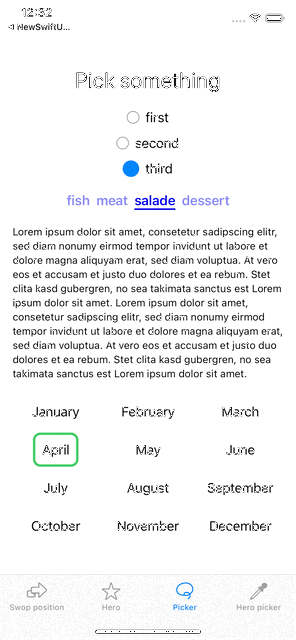 12:32
NewSwiftU...
Pick something
first
second
third
fish meat salade dessert
Lorem ipsum dolor sit amet, consetetur sadipscing elitr,
sed diam nonumy eirmod tempor invidunt ut labore et
dolore magna aliquyam erat, sed diam voluptua. At vero
eos et accusam et justo duo dolores et ea rebum. Stet
clita kasd gubergren, no sea takimata sanctus est Lorem
ipsum dolor sit amet. Lorem ipsum dolor sit amet,
consetetur sadipscing elitr, sed diam nonumy eirmod
tempor invidunt ut labore et dolore magna aliquyam erat,
sed diam voluptua. At vero eos et accusam et justo duo
dolores et ea rebum. Stet clita kasd gubergren, no sea
takimata sanctus est Lorem ipsum dolor sit amet.
January February March
April May June
July August September
October November December
Swop position Hero Picker Hero picker